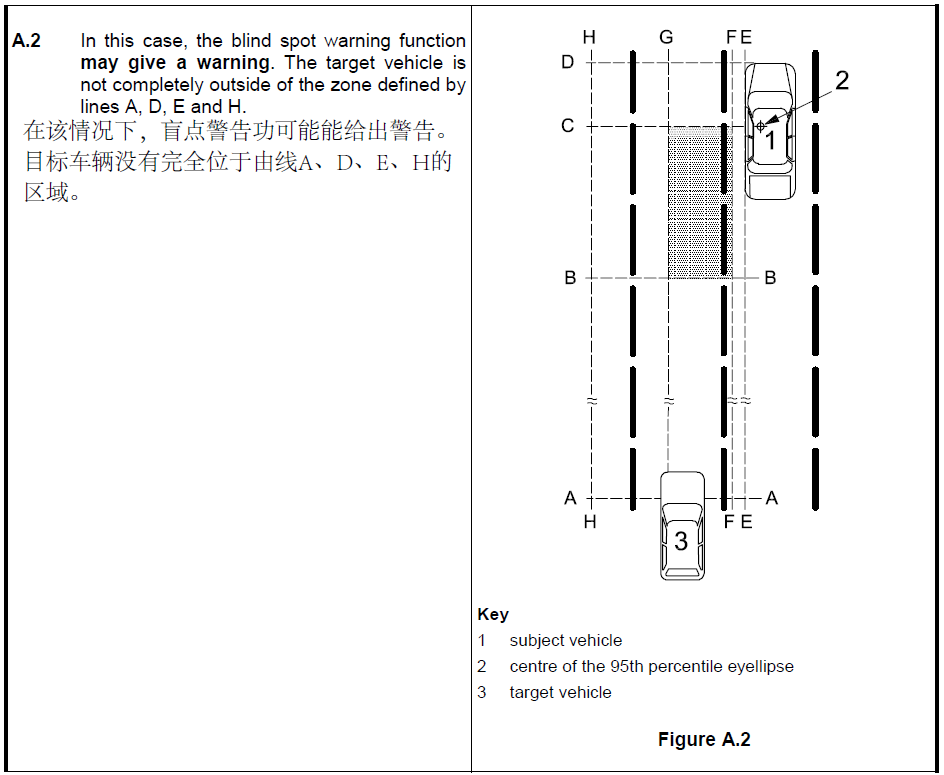 A.2 In this case, the blind spot warning function
may give a warning. The target vehicle is
not completely outside of the zone defined by
lines A, D, E and H.
在该情况下，盲点警告功可能能给出警告。
目标车辆没有完全位于由线A、D、E、H的
区域。
H G F E
D
2
C
1
B B
A A
H F E
3
Key
1 subject vehicle
2 centre of the 95th percentile eyellipse
3 target vehicle
Figure A.2